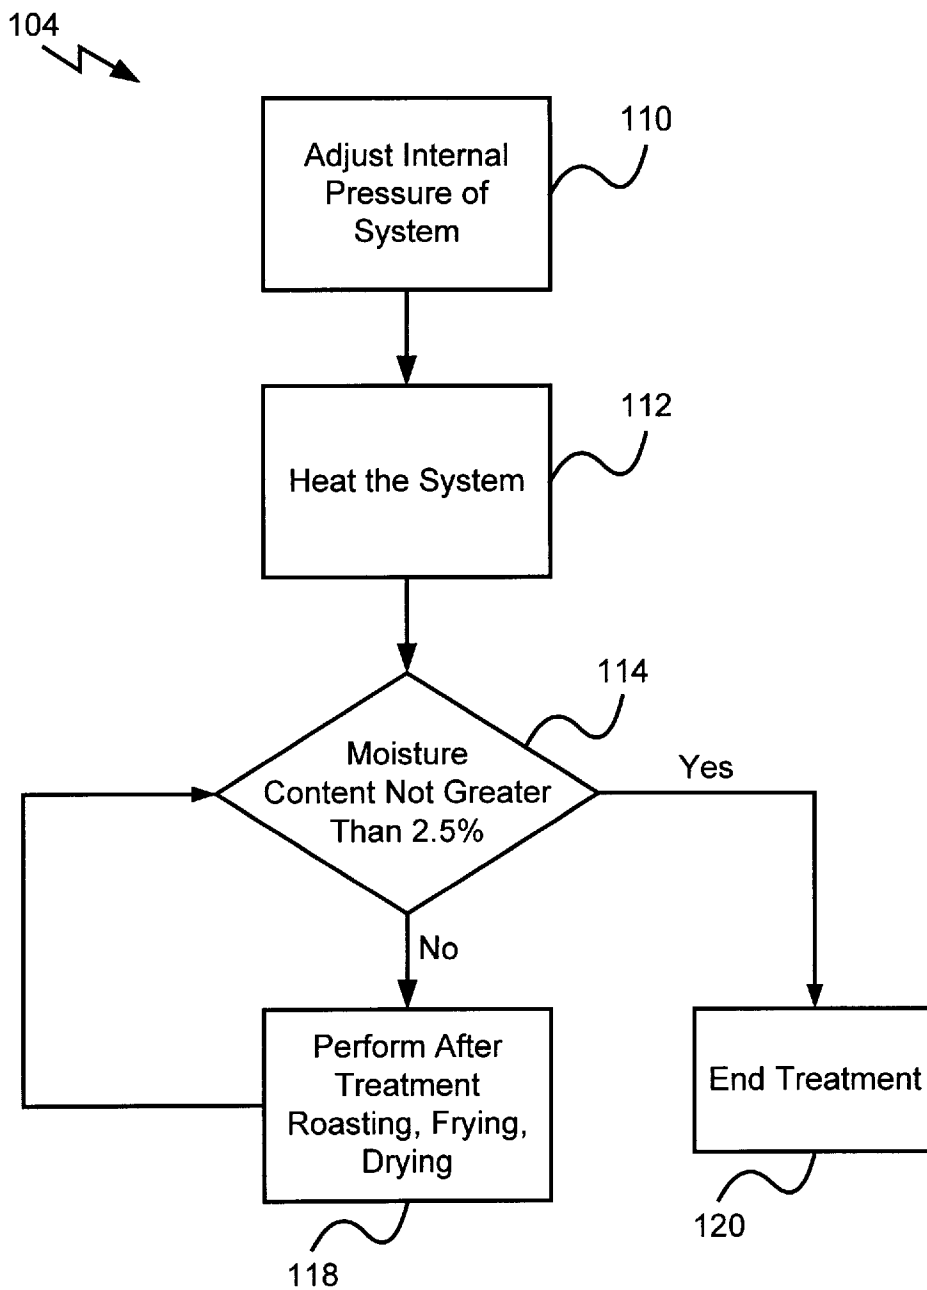 104
110
Adjust Internal
Pressure of
System
112
Heat the System
114
Moisture
Content Not Greater
Than 2.5%
Yes
No
Perform After
Treatment
Roasting, Frying,
Drying
End Treatment
118
120